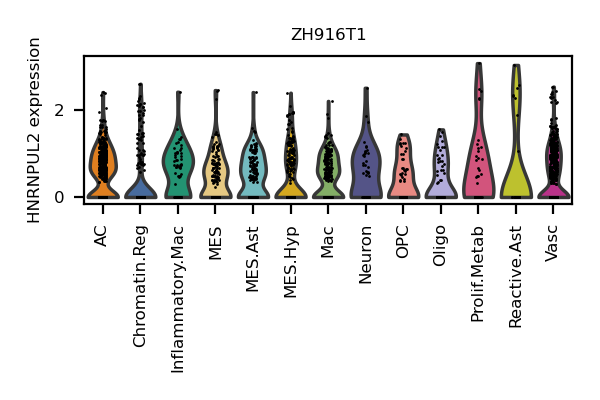 ZH916T1
HNRNPUL2 expression
2
0
AC
Chromatin.Reg
Inflammatory.Mac
MES
MES.Ast
MES.Hyp
Mac
Neuron
OPC
Oligo
Prolif.Metab
Reactive.Ast
Vasc